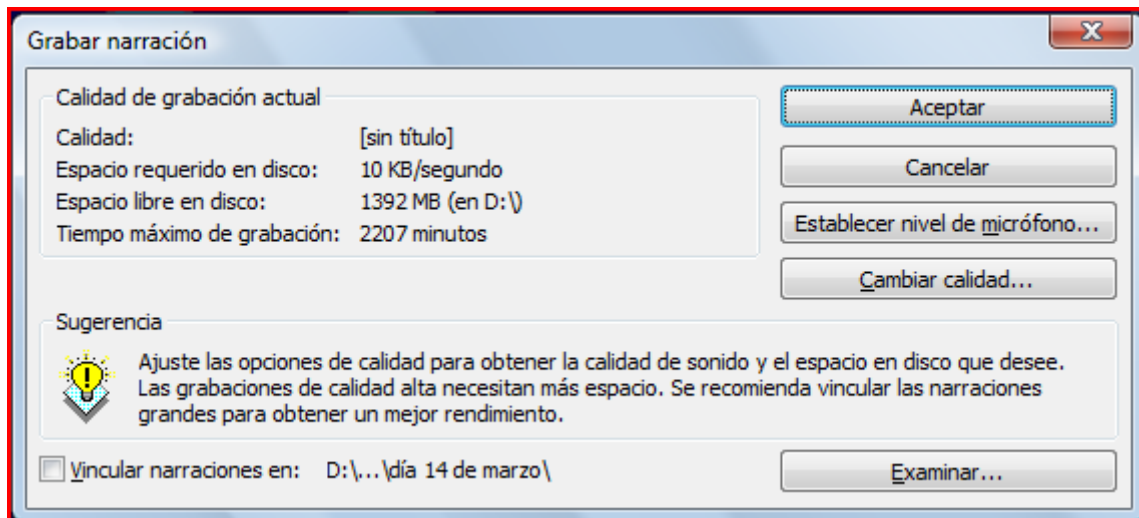 Grabar narración
X
Calidad de grabación actual
Calidad: [sin título]
Espacio requerido en disco: 10 KB/segundo
Espacio libre en disco: 1392 MB (en D:\)
Tiempo máximo de grabación: 2207 minutos
Aceptar
Cancelar
Establecer nivel de micrófono...
Cambiar calidad...
Sugerencia
Ajuste las opciones de calidad para obtener la calidad de sonido y el espacio en disco que desee.
Las grabaciones de calidad alta necesitan más espacio. Se recomienda vincular las narraciones
grandes para obtener un mejor rendimiento.
Vincular narraciones en: D:\...\día 14 de marzo\
Examinar...